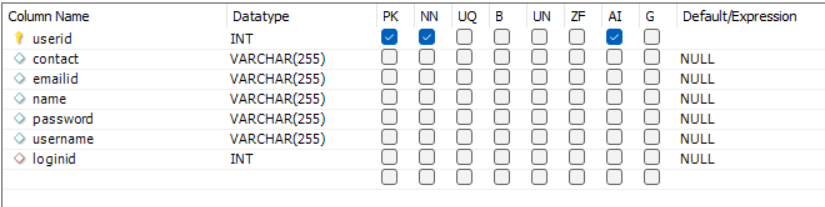 Column Name Datatype PK NN UQ B UN ZF AI G Default/Expression
userid INT
contact VARCHAR(255) NULL
emailid VARCHAR(255) NULL
name VARCHAR(255) NULL
password VARCHAR(255) NULL
username VARCHAR(255) NULL
loginid INT NULL